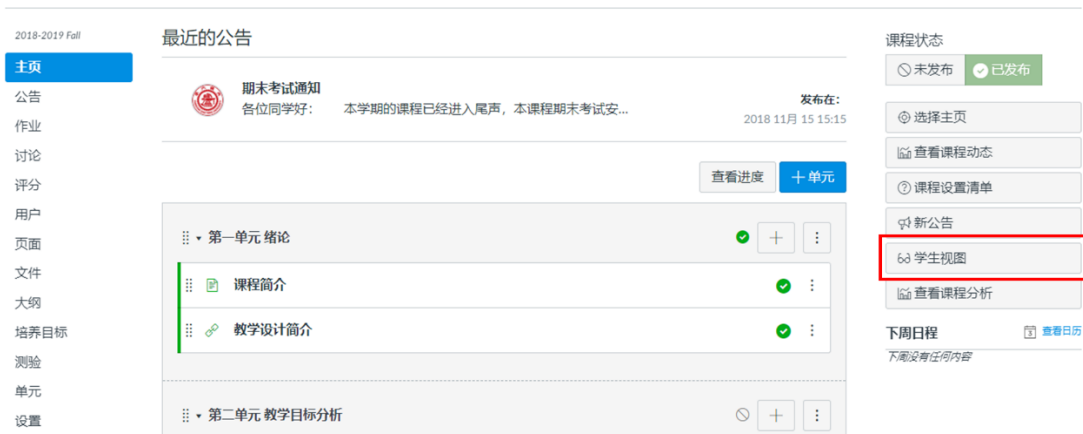 2018-2019 Fall
主页
公告
作业
讨论
评分
用户
页面
文件
大纲
培养目标
测验
单元
设置
最近的公告
期末考试通知
各位同学好： 本学期的课程已经进入尾声，本课程期末考试安...
发布在：
2018 11月 15 15:15
查看进度
单元
第一单元 绪论
课程简介
教学设计简介
第二单元 教学目标分析
课程状态
未发布 已发布
选择主页
查看课程动态
课程设置清单
新公告
学生视图
查看课程分析
下周日程 查看日历
下周没有任何内容